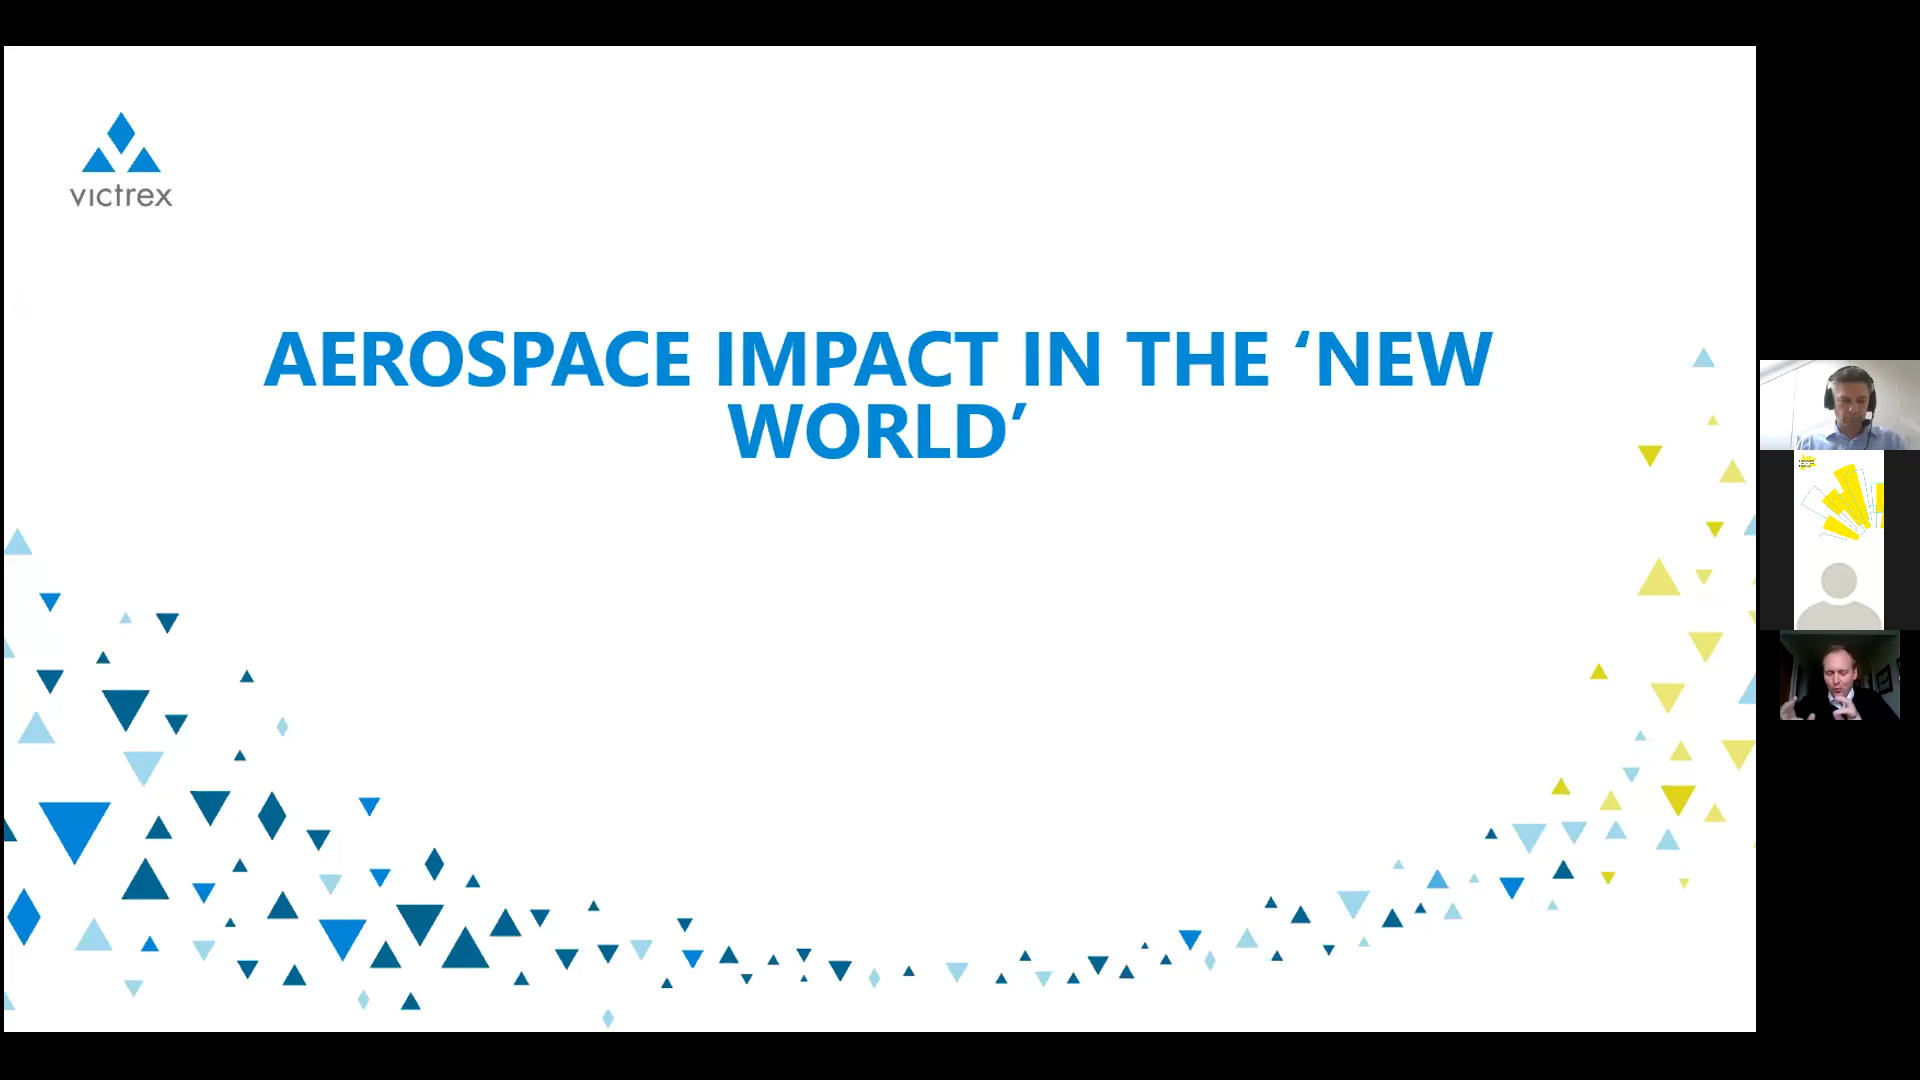 victrex
AEROSPACE IMPACT IN THE ‘NEW
WORLD’